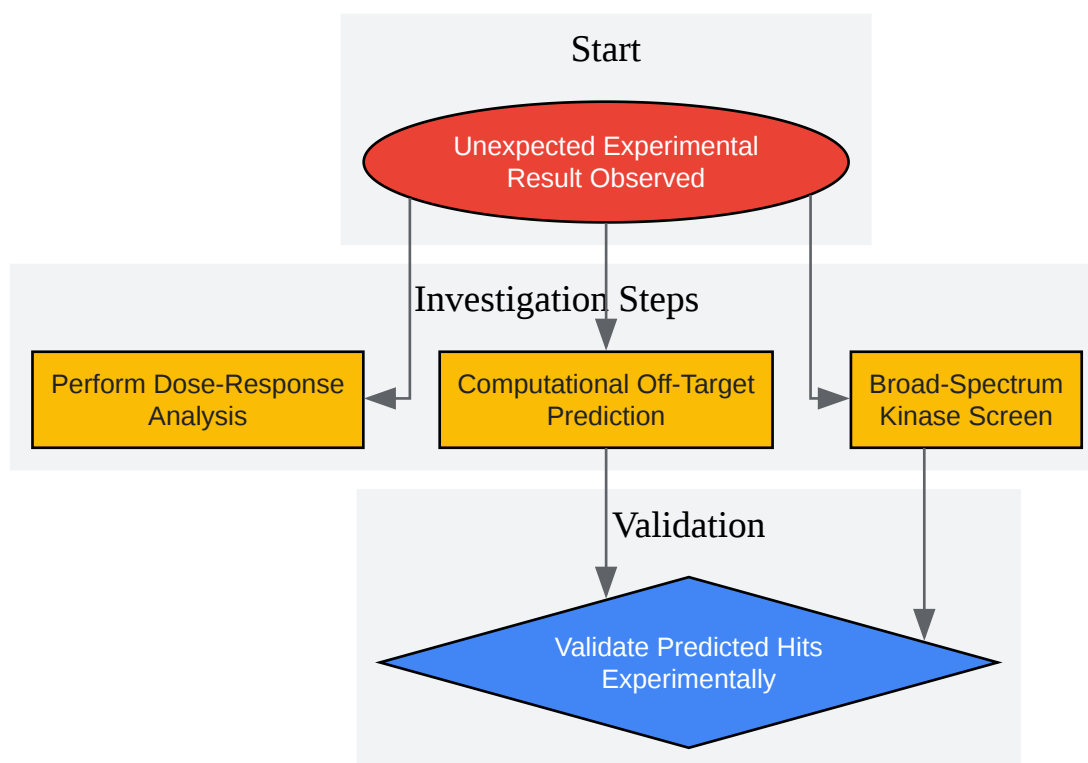 Start
Unexpected Experimental
Result Observed
Investigation Steps
Perform Dose-Response
Analysis
Computational Off-Target
Prediction
Broad-Spectrum
Kinase Screen
Validation
Validate Predicted Hits
Experimentally